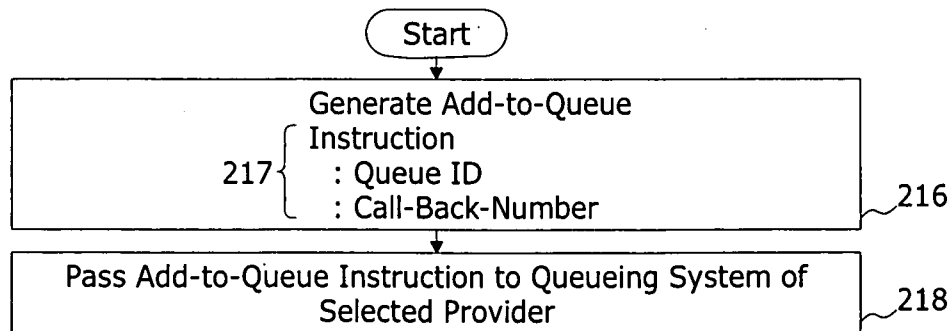 Start
Generate Add-to-Queue
Instruction
217
: Queue ID
: Call-Back-Number
216
Pass Add-to-Queue Instruction to Queueing System of
Selected Provider
218